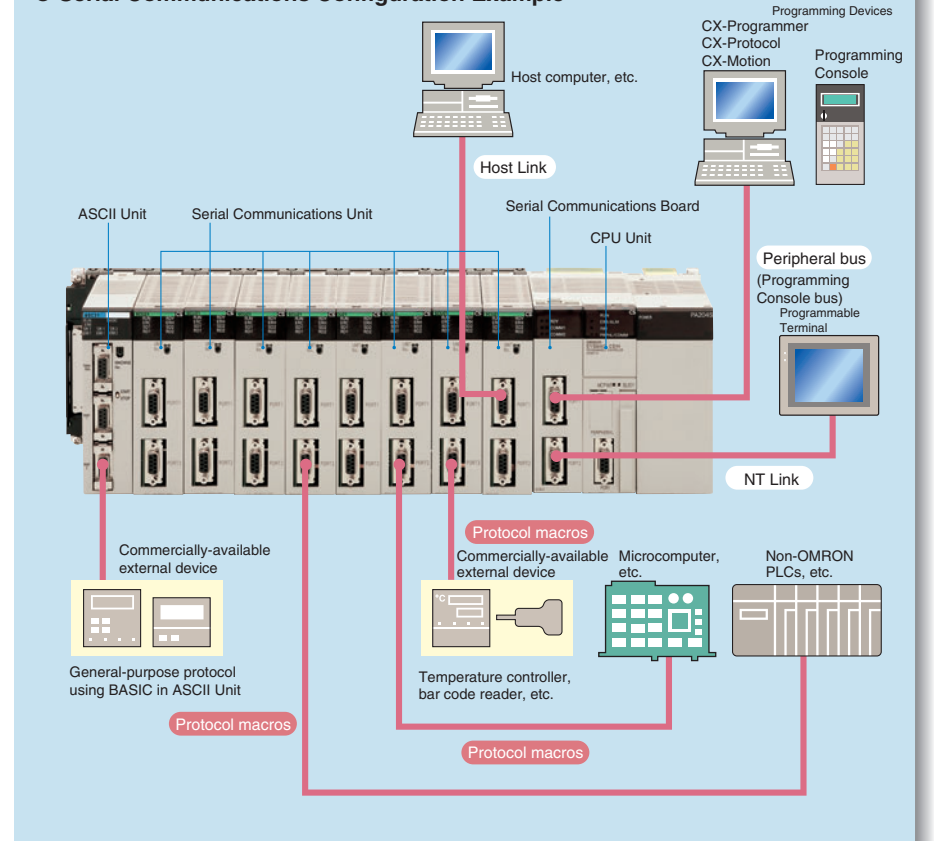 Serial Communications Configuration Example
Programming Devices
CX-Programmer
CX-Protocol
CX-Motion
Programming
Console
Host computer, etc.
Host Link
ASCII Unit
Serial Communications Unit
Serial Communications Board
CPU Unit
Peripheral bus
(Programming
Console bus)
Programmable
Terminal
NT Link
Protocol macros
Commercially-available
external device
Commercially-available
external device
Microcomputer,
etc.
Non-OMRON
PLCs, etc.
°C
General-purpose protocol
using BASIC in ASCII Unit
Temperature controller,
bar code reader, etc.
Protocol macros
Protocol macros